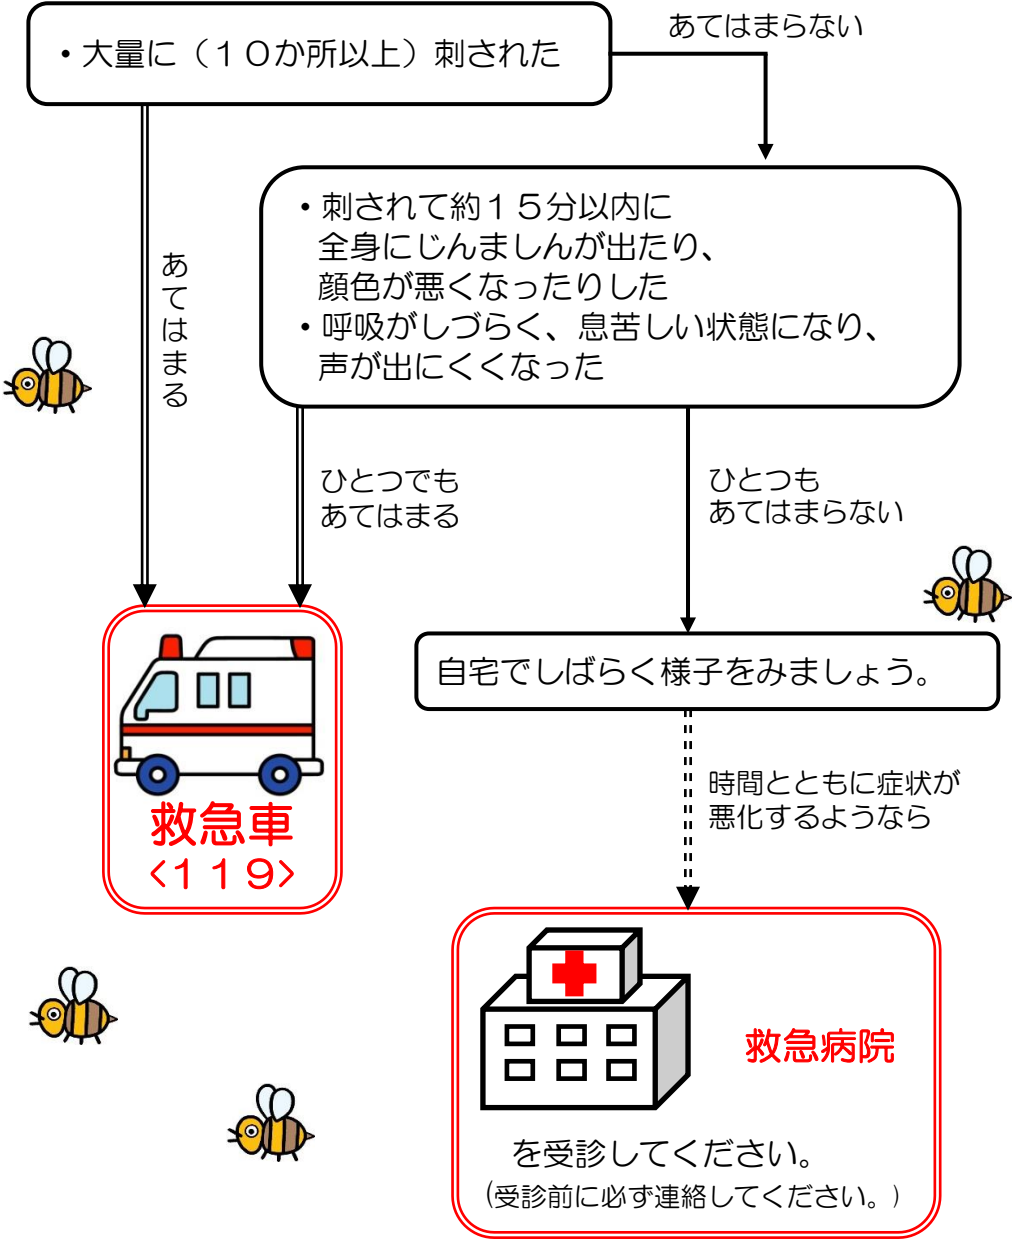 ・大量に（１０か所以上）刺された
あてはまらない
・刺されて約１５分以内に
全身にじんましんが出たり、
顔色が悪くなったりした
・呼吸がしづらく、息苦しい状態になり、
声が出にくくなった
あてはまる
ひとつでも
あてはまる
ひとつも
あてはまらない
自宅でしばらく様子をみましょう。
時間とともに症状が
悪化するようなら
救急車
<１１９>
救急病院
を受診してください。
（受診前に必ず連絡してください。）